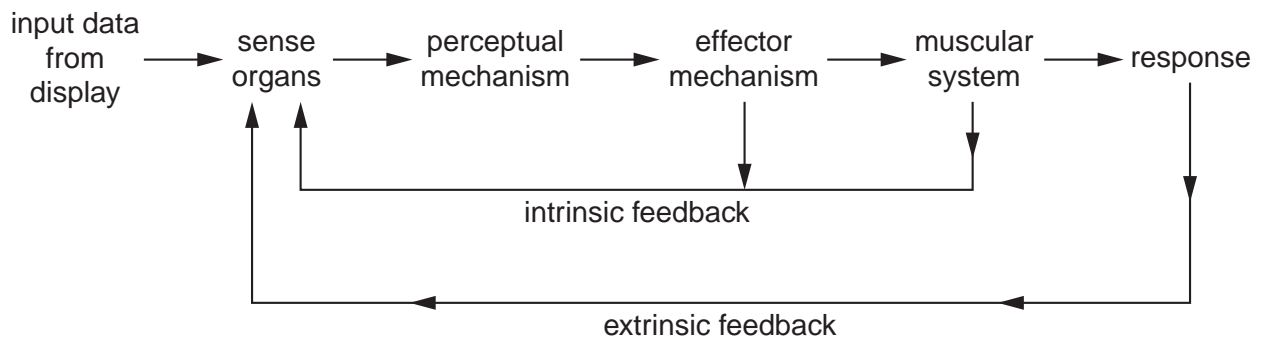 input data
from
display
sense
organs
perceptual
mechanism
effector
mechanism
muscular
system
response
intrinsic feedback
extrinsic feedback